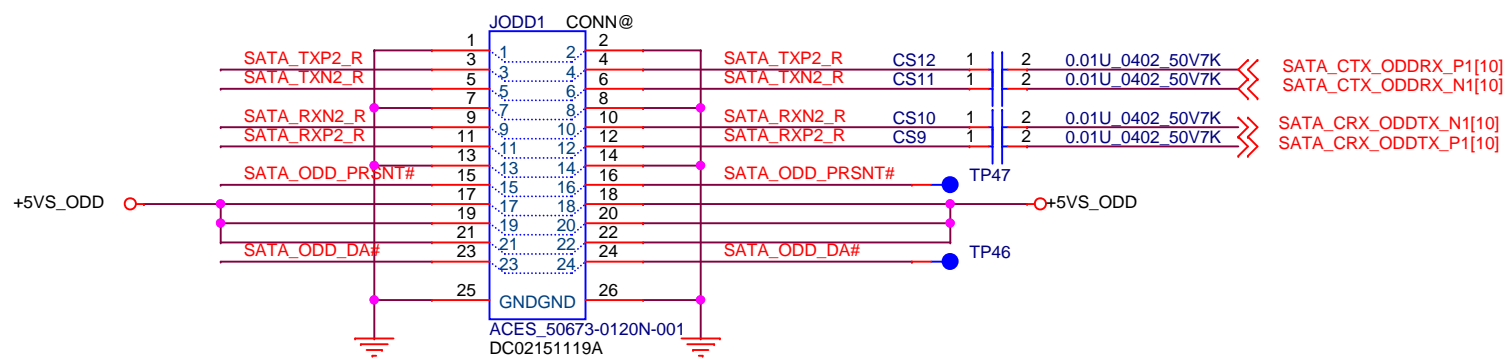 JODD1 CONN@
1 1 2 2
SATA_TXP2_R 3 3 4 4 SATA_TXP2_R CS12 1 2 0.01U_0402_50V7K SATA_CTX_ODDRX_P1[10]
SATA_TXN2_R 5 5 6 6 SATA_TXN2_R CS11 1 2 0.01U_0402_50V7K SATA_CTX_ODDRX_N1[10]
7 7 8 8
SATA_RXN2_R 9 9 10 10 SATA_RXN2_R CS10 1 2 0.01U_0402_50V7K SATA_CRX_ODDTX_N1[10]
SATA_RXP2_R 11 11 12 12 SATA_RXP2_R CS9 1 2 0.01U_0402_50V7K SATA_CRX_ODDTX_P1[10]
13 13 14 14
SATA_ODD_PRSNT# 15 15 16 16 SATA_ODD_PRSNT# TP47
+5VS_ODD 17 17 18 18 +5VS_ODD
19 19 20 20
21 21 22 22
SATA_ODD_DA# 23 23 24 24 SATA_ODD_DA# TP46
25 GNDGND 26
ACES_50673-0120N-001
DC02151119A